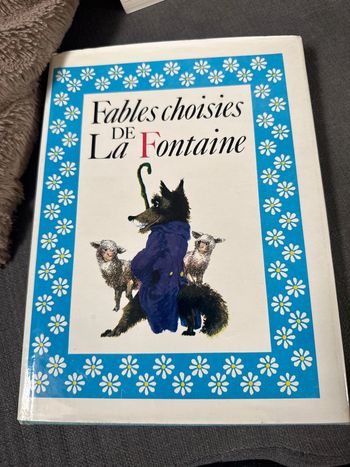 Fables choisies
DE
La Fontaine